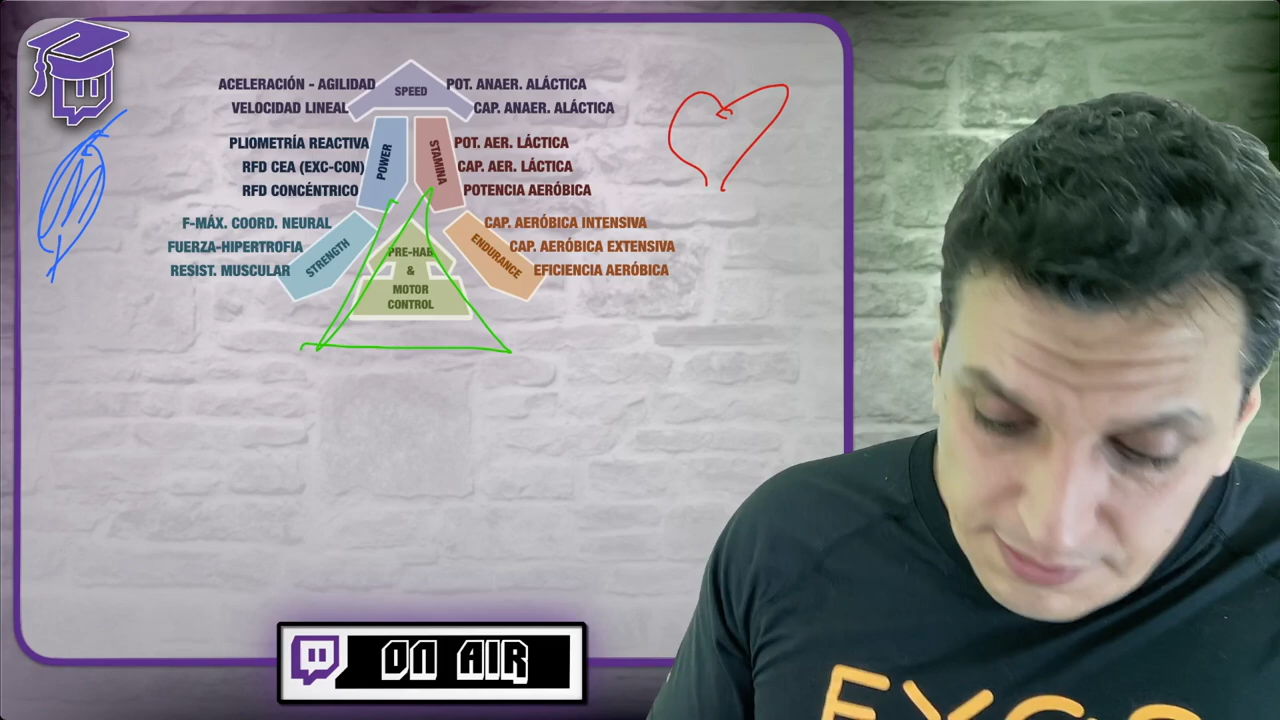 ACELERACIÓN - AGILIDAD
SPEED
POT. ANAER. ALÁCTICA
VELOCIDAD LINEAL
CAP. ANAER. ALÁCTICA
PLIOMETRÍA REACTIVA
POWER
STAMINA
POT. AER. LÁCTICA
RFD CEA (EXC-CON)
CAP. AER. LÁCTICA
RFD CONCÉNTRICO
POTENCIA AERÓBICA
F-MÁX. COORD. NEURAL
CAP. AERÓBICA INTENSIVA
FUERZA-HIPERTROFIA
STRENGTH
PRE-HAB
ENDURANCE
CAP. AERÓBICA EXTENSIVA
RESIST. MUSCULAR
&
EFICIENCIA AERÓBICA
MOTOR
CONTROL
ON AIR